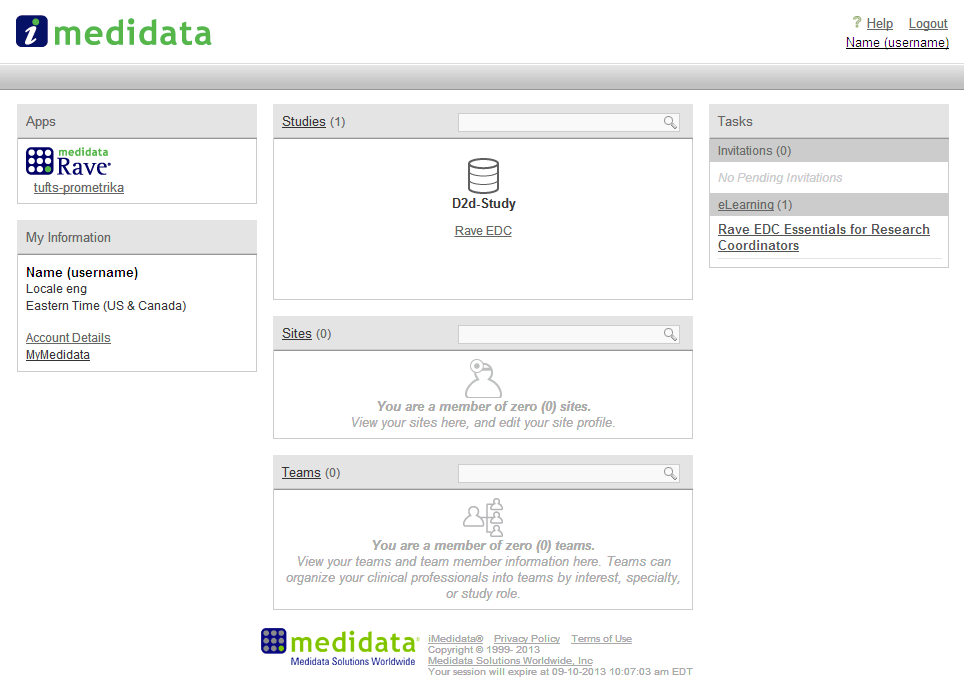 i medidata
? Help Logout
Name (username)
Apps
medidata
Rave®
tufts-prometrika
My Information
Name (username)
Locale eng
Eastern Time (US & Canada)
Account Details
MyMedidata
Studies (1)
D2d-Study
Rave EDC
Sites (0)
You are a member of zero (0) sites.
View your sites here, and edit your site profile.
Teams (0)
You are a member of zero (0) teams.
View your teams and team member information here. Teams can
organize your clinical professionals into teams by interest, specialty,
or study role.
Tasks
Invitations (0)
No Pending Invitations
eLearning (1)
Rave EDC Essentials for Research
Coordinators
medidata
Medidata Solutions Worldwide
iMedidata® Privacy Policy Terms of Use
Copyright © 1999- 2013
Medidata Solutions Worldwide, Inc
Your session will expire at 09-10-2013 10:07:03 am EDT